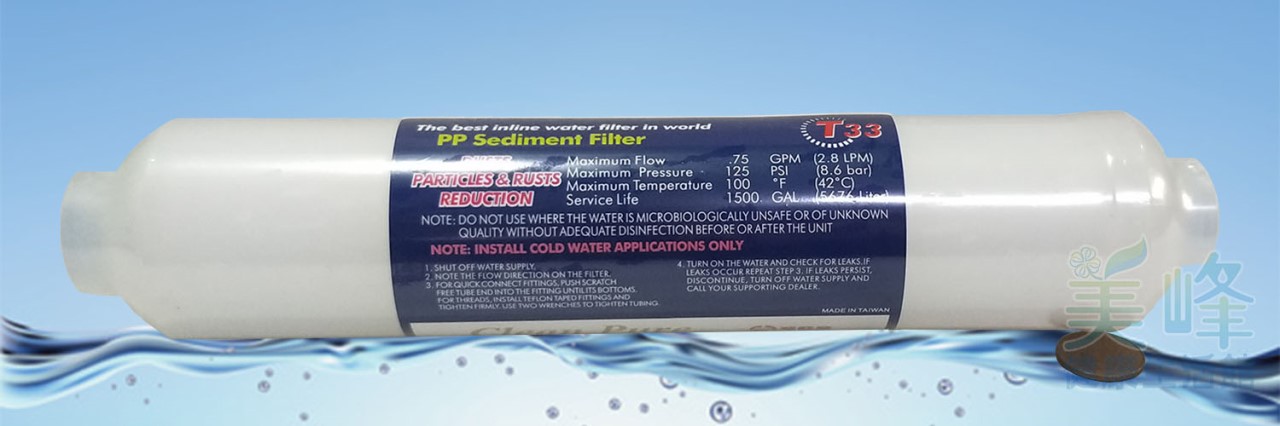 The best inline water filter in world
PP Sediment Filter
T33
PARTICLES & RUSTS
REDUCTION
Maximum Flow .75 GPM (2.8 LPM)
Maximum Pressure 125 PSI (8.6 bar)
Maximum Temperature 100 °F (42°C)
Service Life 1500 GAL (5676 Liter)
NOTE: DO NOT USE WHERE THE WATER IS MICROBIOLOGICALLY UNSAFE OR OF UNKNOWN
QUALITY WITHOUT ADEQUATE DISINFECTION BEFORE OR AFTER THE UNIT
NOTE: INSTALL COLD WATER APPLICATIONS ONLY
1. SHUT OFF WATER SUPPLY.
2. NOTE THE FLOW DIRECTION ON THE FILTER.
3. FOR QUICK CONNECT FITTINGS, PUSH SCRATCH
FREE TUBE END INTO THE FITTING UNTIL ITS BOTTOMS.
FOR THREADS, INSTALL TEFLON TAPED FITTINGS AND
TIGHTEN FIRMLY. USE TWO WRENCHES TO TIGHTEN TUBING.
4. TURN ON THE WATER AND CHECK FOR LEAKS. IF
LEAKS OCCUR REPEAT STEP 3. IF LEAKS PERSIST,
DISCONTINUE, TURN OFF WATER SUPPLY AND
CALL YOUR SUPPORTING DEALER.
MADE IN TAIWAN
Clean Pure
美峰